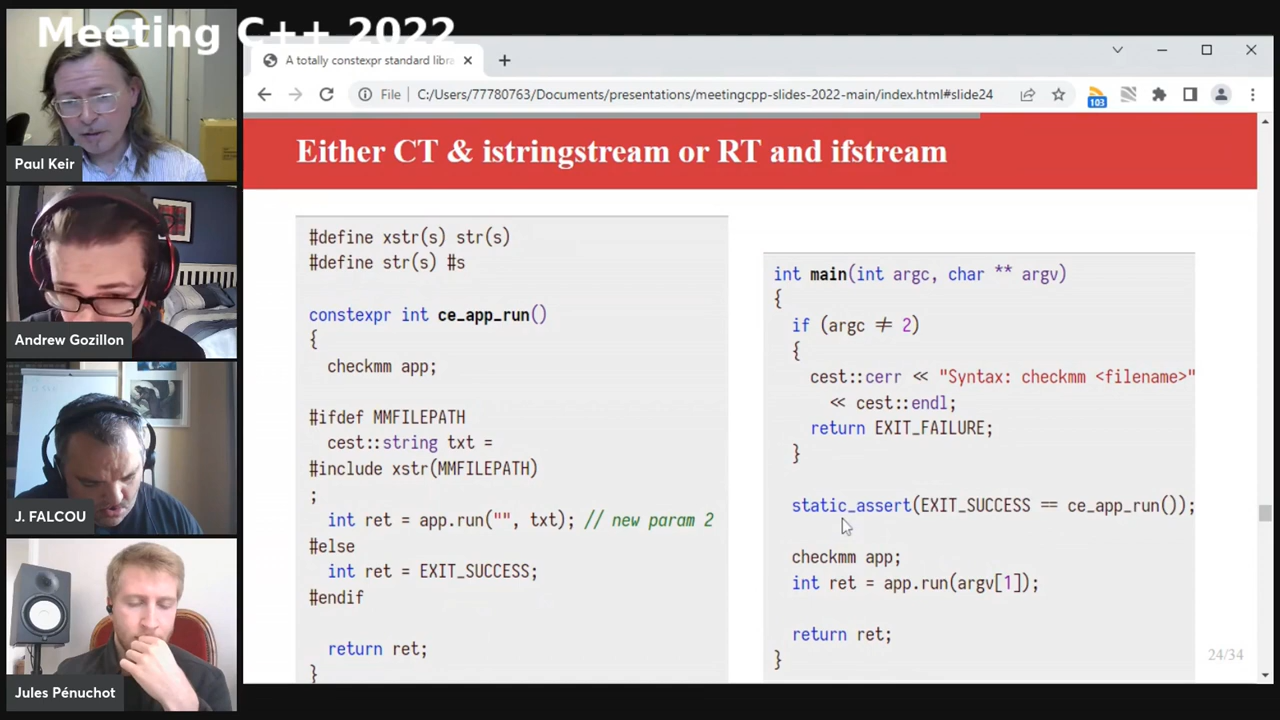 Meeting C++ 2022
Paul Keir
Andrew Gozillon
J. FALCOU
Jules Pénuchot
A totally constexpr standard libra
File
C:/Users/77780763/Documents/presentations/meetingcpp-slides-2022-main/index.html#slide24
103
Either CT & istringstream or RT and ifstream
#define xstr(s) str(s)
#define str(s) #s
constexpr int ce_app_run()
{
checkmm app;
#ifdef MMFILEPATH
cest::string txt =
#include xstr(MMFILEPATH)
;
int ret = app.run("", txt); // new param 2
#else
int ret = EXIT_SUCCESS;
#endif
return ret;
}
int main(int argc, char ** argv)
{
if (argc ≠ 2)
{
cest::cerr << "Syntax: checkmm <filename>"
<< cest::endl;
return EXIT_FAILURE;
}
static_assert(EXIT_SUCCESS == ce_app_run());
checkmm app;
int ret = app.run(argv[1]);
return ret;
}
24/34